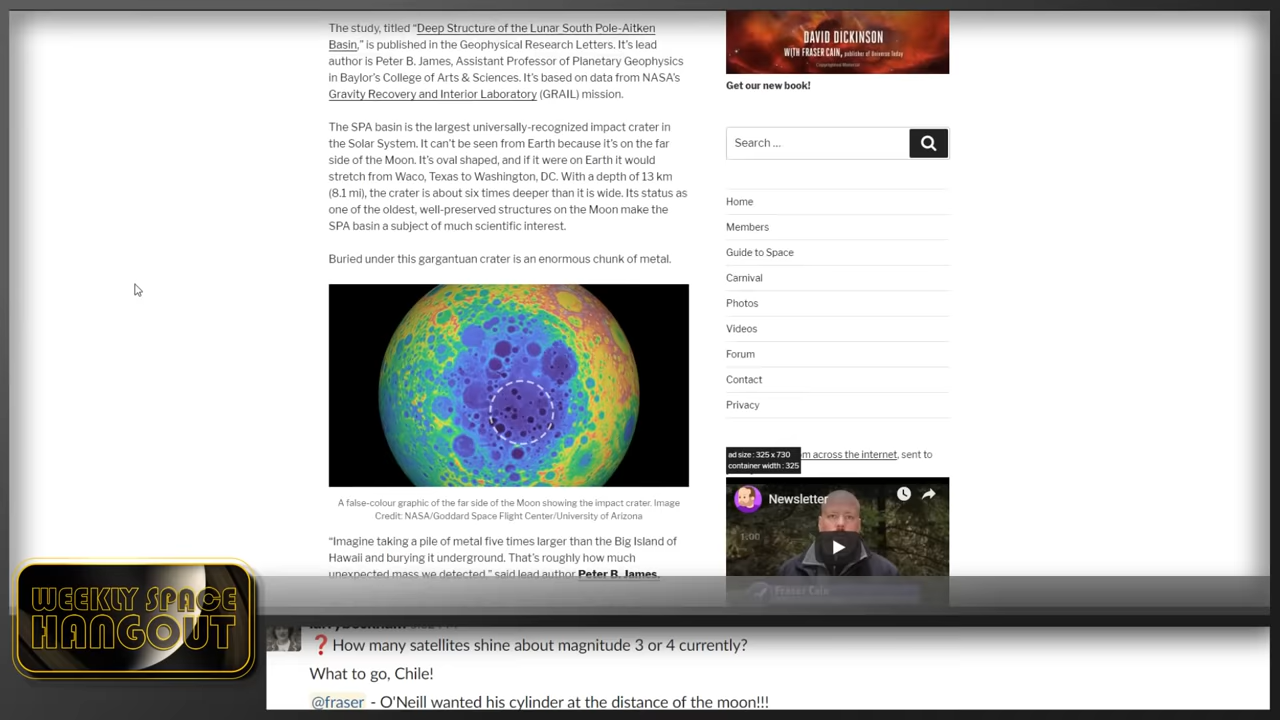 The study, titled “Deep Structure of the Lunar South Pole-Aitken
Basin,” is published in the Geophysical Research Letters. It’s lead
author is Peter B. James, Assistant Professor of Planetary Geophysics
in Baylor’s College of Arts & Sciences. It’s based on data from NASA’s
Gravity Recovery and Interior Laboratory (GRAIL) mission.
The SPA basin is the largest universally-recognized impact crater in
the Solar System. It can’t be seen from Earth because it’s on the far
side of the Moon. It’s oval shaped, and if it were on Earth it would
stretch from Waco, Texas to Washington, DC. With a depth of 13 km
(8.1 mi), the crater is about six times deeper than it is wide. Its status as
one of the oldest, well-preserved structures on the Moon make the
SPA basin a subject of much scientific interest.
Buried under this gargantuan crater is an enormous chunk of metal.
A false-colour graphic of the far side of the Moon showing the impact crater. Image
Credit: NASA/Goddard Space Flight Center/University of Arizona
“Imagine taking a pile of metal five times larger than the Big Island of
Hawaii and burying it underground. That’s roughly how much
unexpected mass we detected,” said lead author Peter B. James,
DAVID DICKINSON
WITH FRASER CAIN, publisher of Universe Today
Copyrighted Material
Get our new book!
Search …
Home
Members
Guide to Space
Carnival
Photos
Videos
Forum
Contact
Privacy
ad size : 325 x 730
container width : 325
om across the internet, sent to
Newsletter
1:00
Fraser Cain
WEEKLY SPACE
HANGOUT
❓How many satellites shine about magnitude 3 or 4 currently?
What to go, Chile!
@fraser - O'Neill wanted his cylinder at the distance of the moon!!!